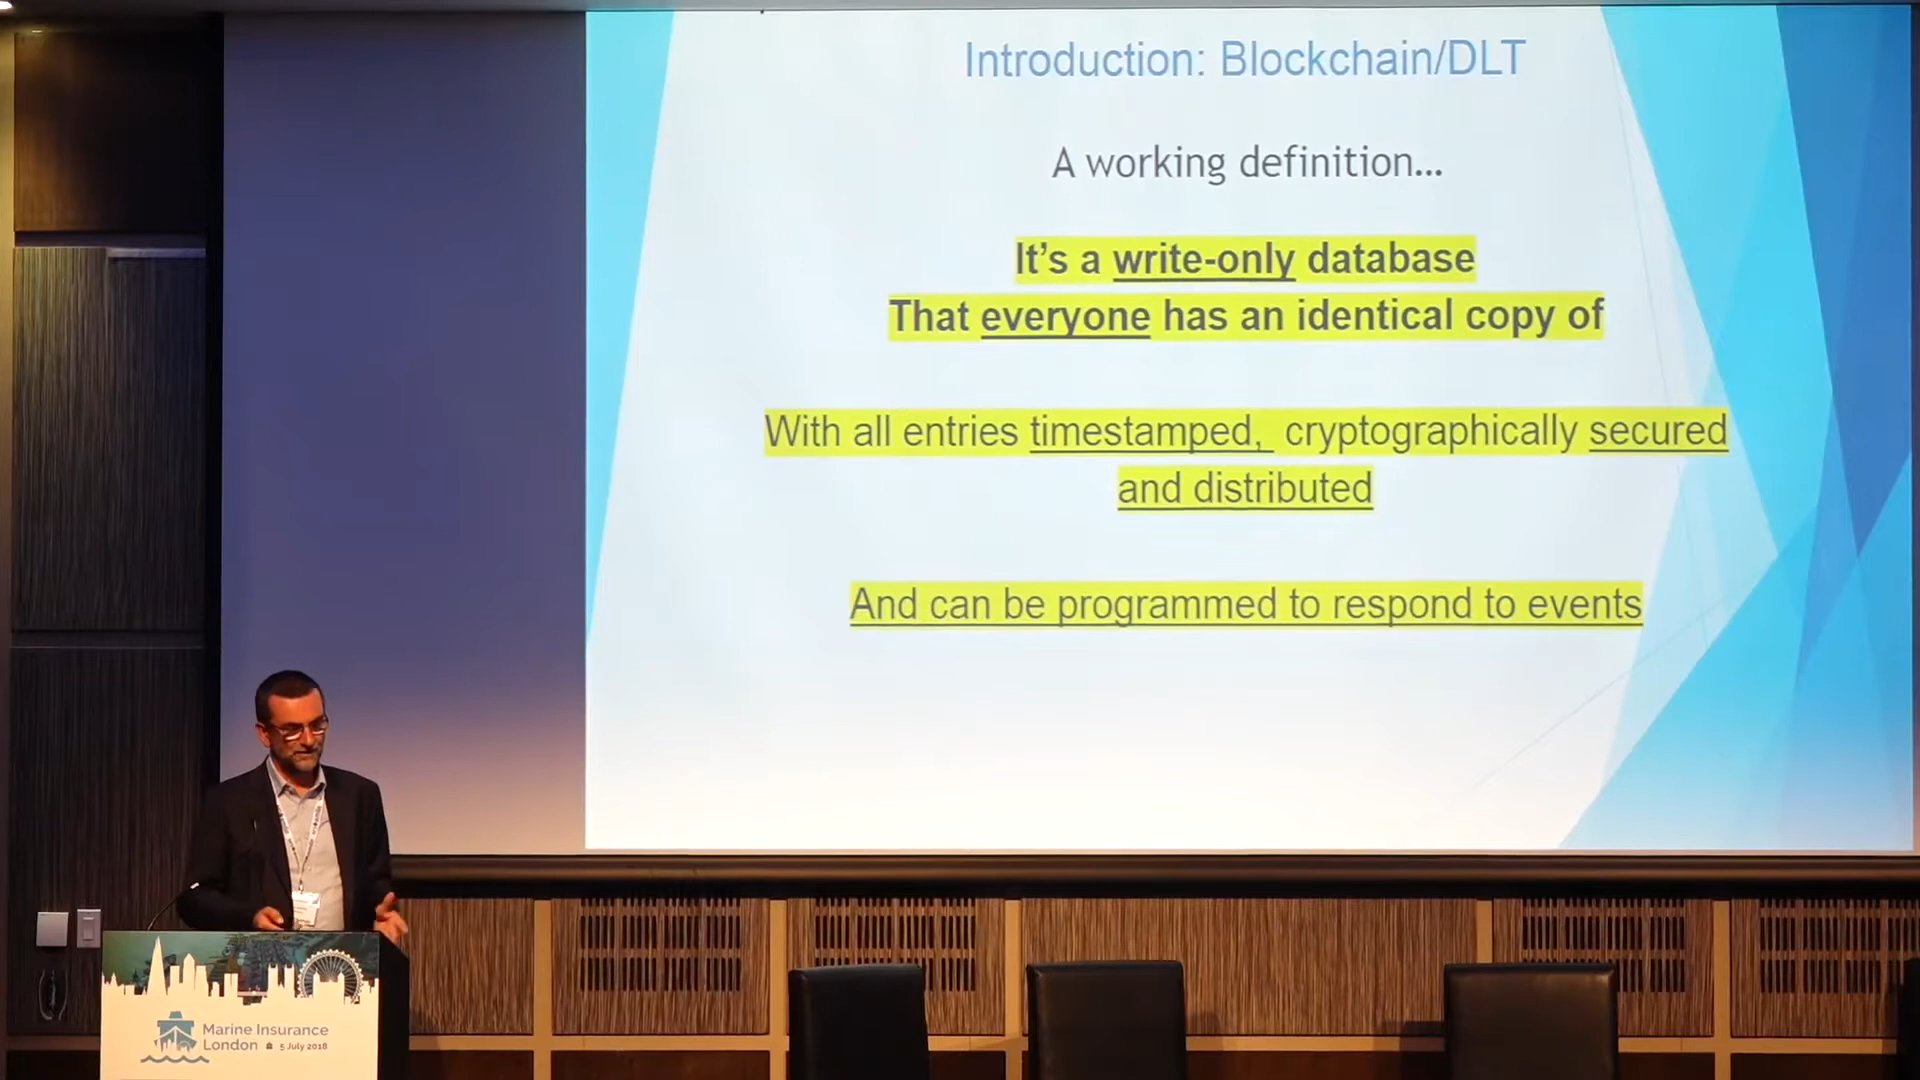 Introduction: Blockchain/DLT
A working definition...
It's a write-only database
That everyone has an identical copy of
With all entries timestamped, cryptographically secured
and distributed
And can be programmed to respond to events
Marine Insurance
London 5 July 2018